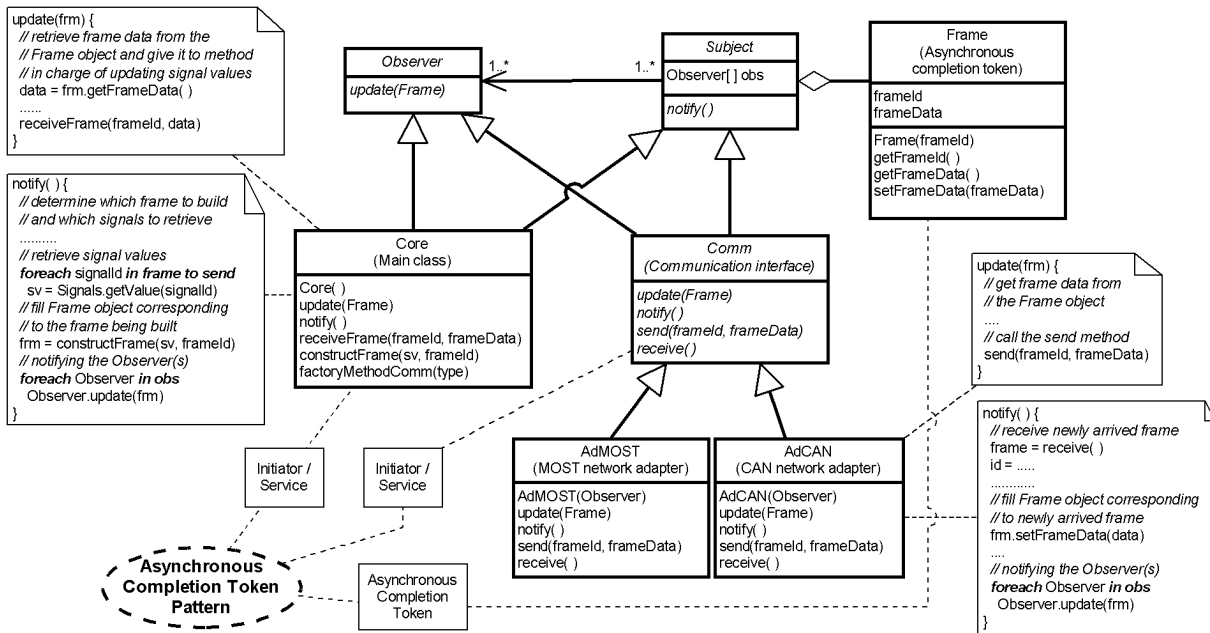 update(frm) {
// retrieve frame data from the
// Frame object and give it to method
// in charge of updating signal values
data = frm.getFrameData( )
......
receiveFrame(frameId, data)
}
notify( ) {
// determine which frame to build
// and which signals to retrieve
..........
// retrieve signal values
foreach signalId in frame to send
sv = Signals.getValue(signalId)
// fill Frame object corresponding
// to the frame being built
frm = constructFrame(sv, frameId)
// notifying the Observer(s)
foreach Observer in obs
Observer.update(frm)
}
Observer
update(Frame)
1..*
1..*
Subject
Observer[ ] obs
notify( )
Frame
(Asynchronous
completion token)
frameId
frameData
Frame(frameId)
getFrameId( )
getFrameData( )
setFrameData(frameData)
Core
(Main class)
Core( )
update(Frame)
notify( )
receiveFrame(frameId, frameData)
constructFrame(sv, frameId)
factoryMethodComm(type)
Comm
(Communication interface)
update(Frame)
notify( )
send(frameId, frameData)
receive( )
update(frm) {
// get frame data from
// the Frame object
....
// call the send method
send(frameId, frameData)
}
AdMOST
(MOST network adapter)
AdMOST(Observer)
update(Frame)
notify( )
send(frameId, frameData)
receive( )
AdCAN
(CAN network adapter)
AdCAN(Observer)
update(Frame)
notify( )
send(frameId, frameData)
receive( )
notify( ) {
// receive newly arrived frame
frame = receive( )
id = .....
............
// fill Frame object corresponding
// to newly arrived frame
frm.setFrameData(data)
....
// notifying the Observer(s)
foreach Observer in obs
Observer.update(frm)
}
Initiator /
Service
Initiator /
Service
Asynchronous
Completion Token
Pattern
Asynchronous
Completion
Token